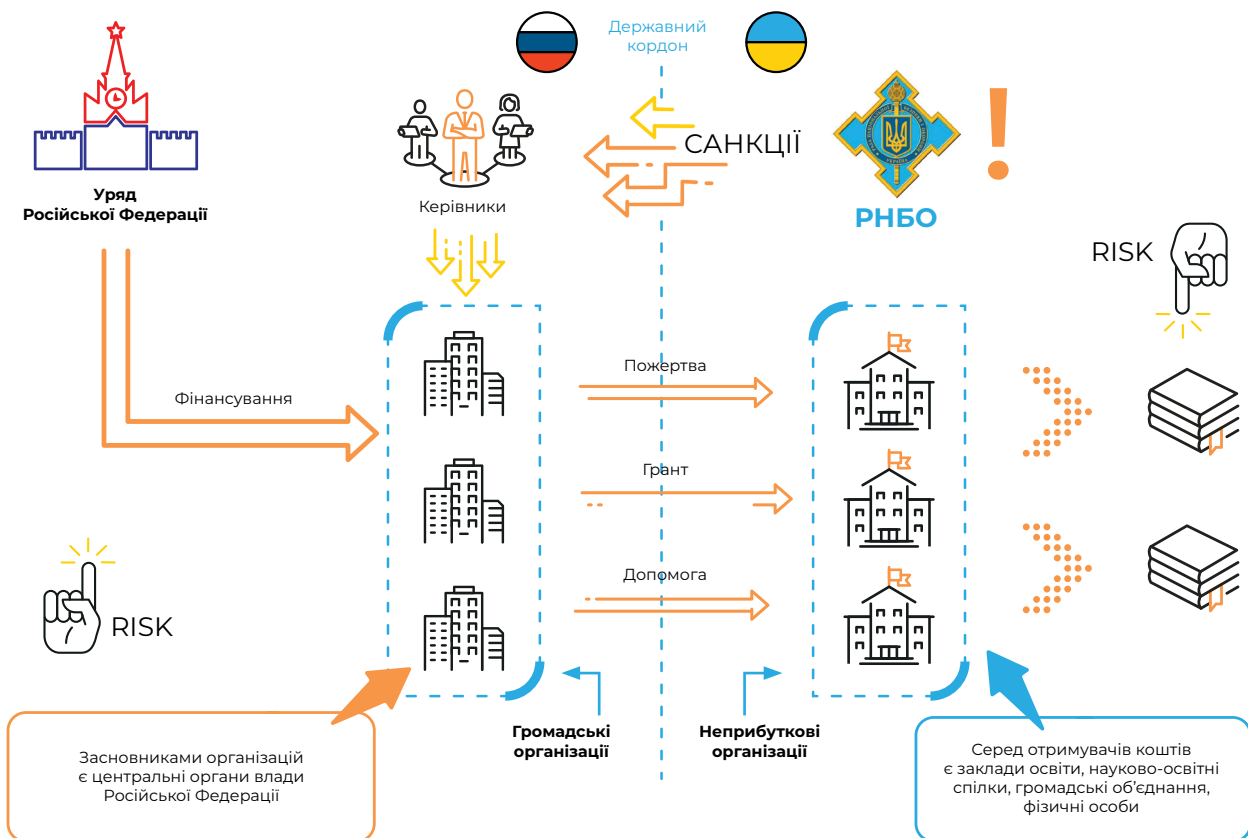 Державний
кордон
САНКЦІЇ
Уряд
Російської Федерації
Керівники
РНБО
RISK
Фінансування
Пожертва
Грант
Допомога
RISK
Громадські
організації
Неприбуткові
організації
Засновниками організацій
є центральні органи влади
Російської Федерації
Серед отримувачів коштів
є заклади освіти, науково-освітні
спілки, громадські об’єднання,
фізичні особи